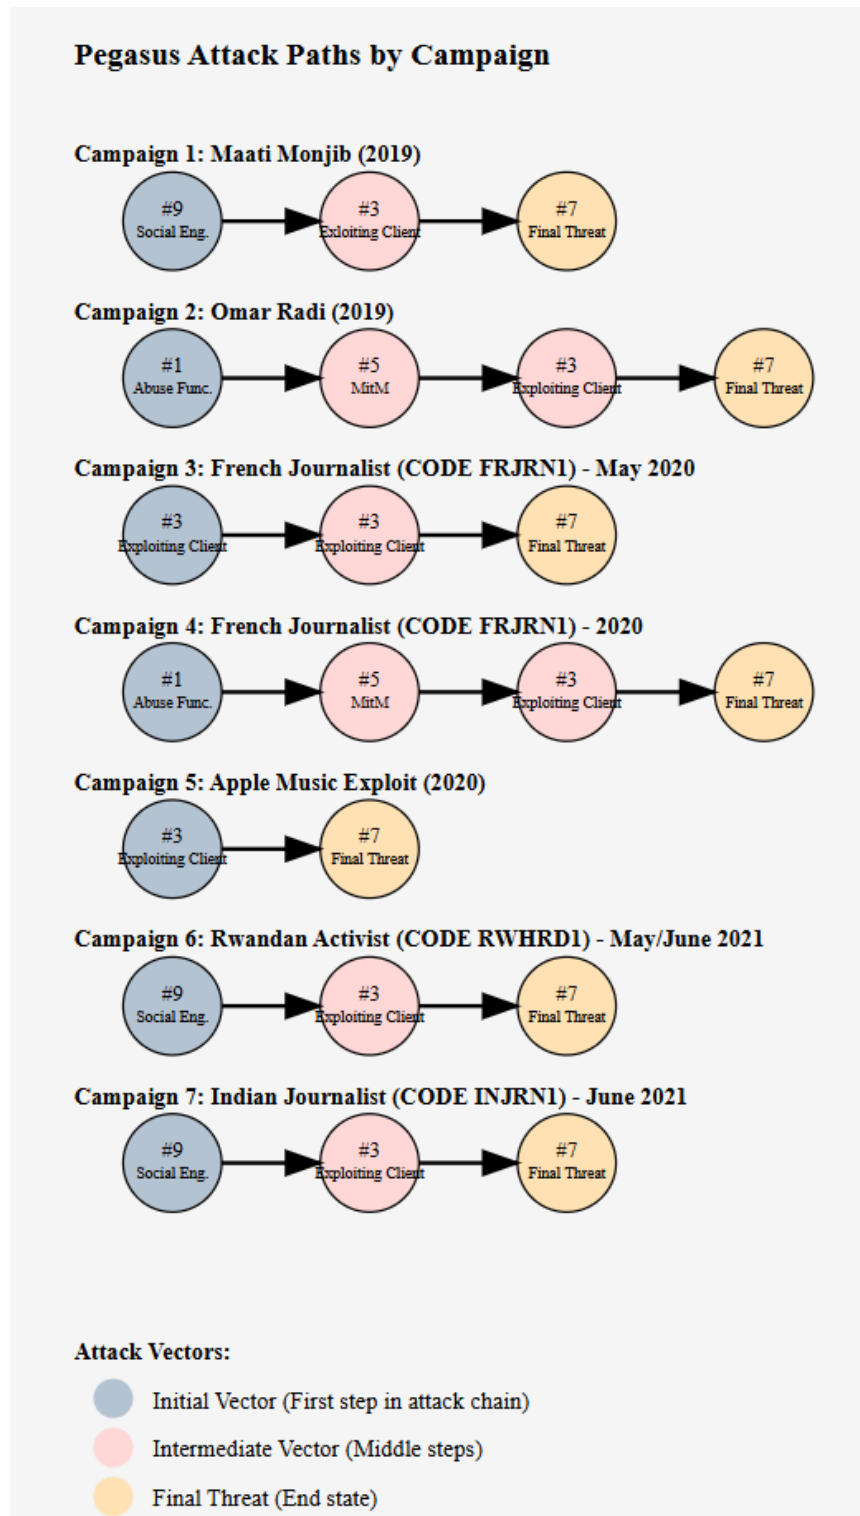 Pegasus Attack Paths by Campaign
Campaign 1: Maati Monjib (2019)
#9 #3 #7
Social Eng. Exloiting Client Final Threat
Campaign 2: Omar Radi (2019)
#1 #5 #3 #7
Abuse Func. MitM Exploiting Client Final Threat
Campaign 3: French Journalist (CODE FRJRN1) - May 2020
#3 #3 #7
Exploiting Client Exploiting Client Final Threat
Campaign 4: French Journalist (CODE FRJRN1) - 2020
#1 #5 #3 #7
Abuse Func. MitM Exploiting Client Final Threat
Campaign 5: Apple Music Exploit (2020)
#3 #7
Exploiting Client Final Threat
Campaign 6: Rwandan Activist (CODE RWHRD1) - May/June 2021
#9 #3 #7
Social Eng. Exploiting Client Final Threat
Campaign 7: Indian Journalist (CODE INJRN1) - June 2021
#9 #3 #7
Social Eng. Exploiting Client Final Threat
Attack Vectors:
Initial Vector (First step in attack chain)
Intermediate Vector (Middle steps)
Final Threat (End state)